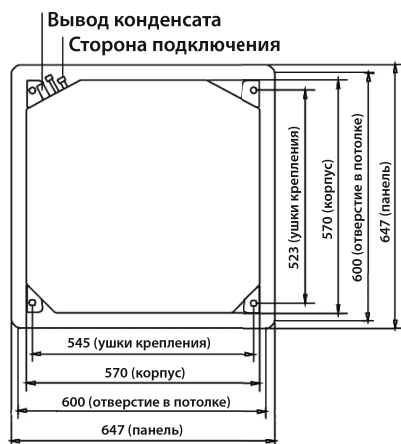 Вывод конденсата
Сторона подключения
523 (ушки крепления)
570 (корпус)
600 (отверстие в потолке)
647 (панель)
545 (ушки крепления)
570 (корпус)
600 (отверстие в потолке)
647 (панель)